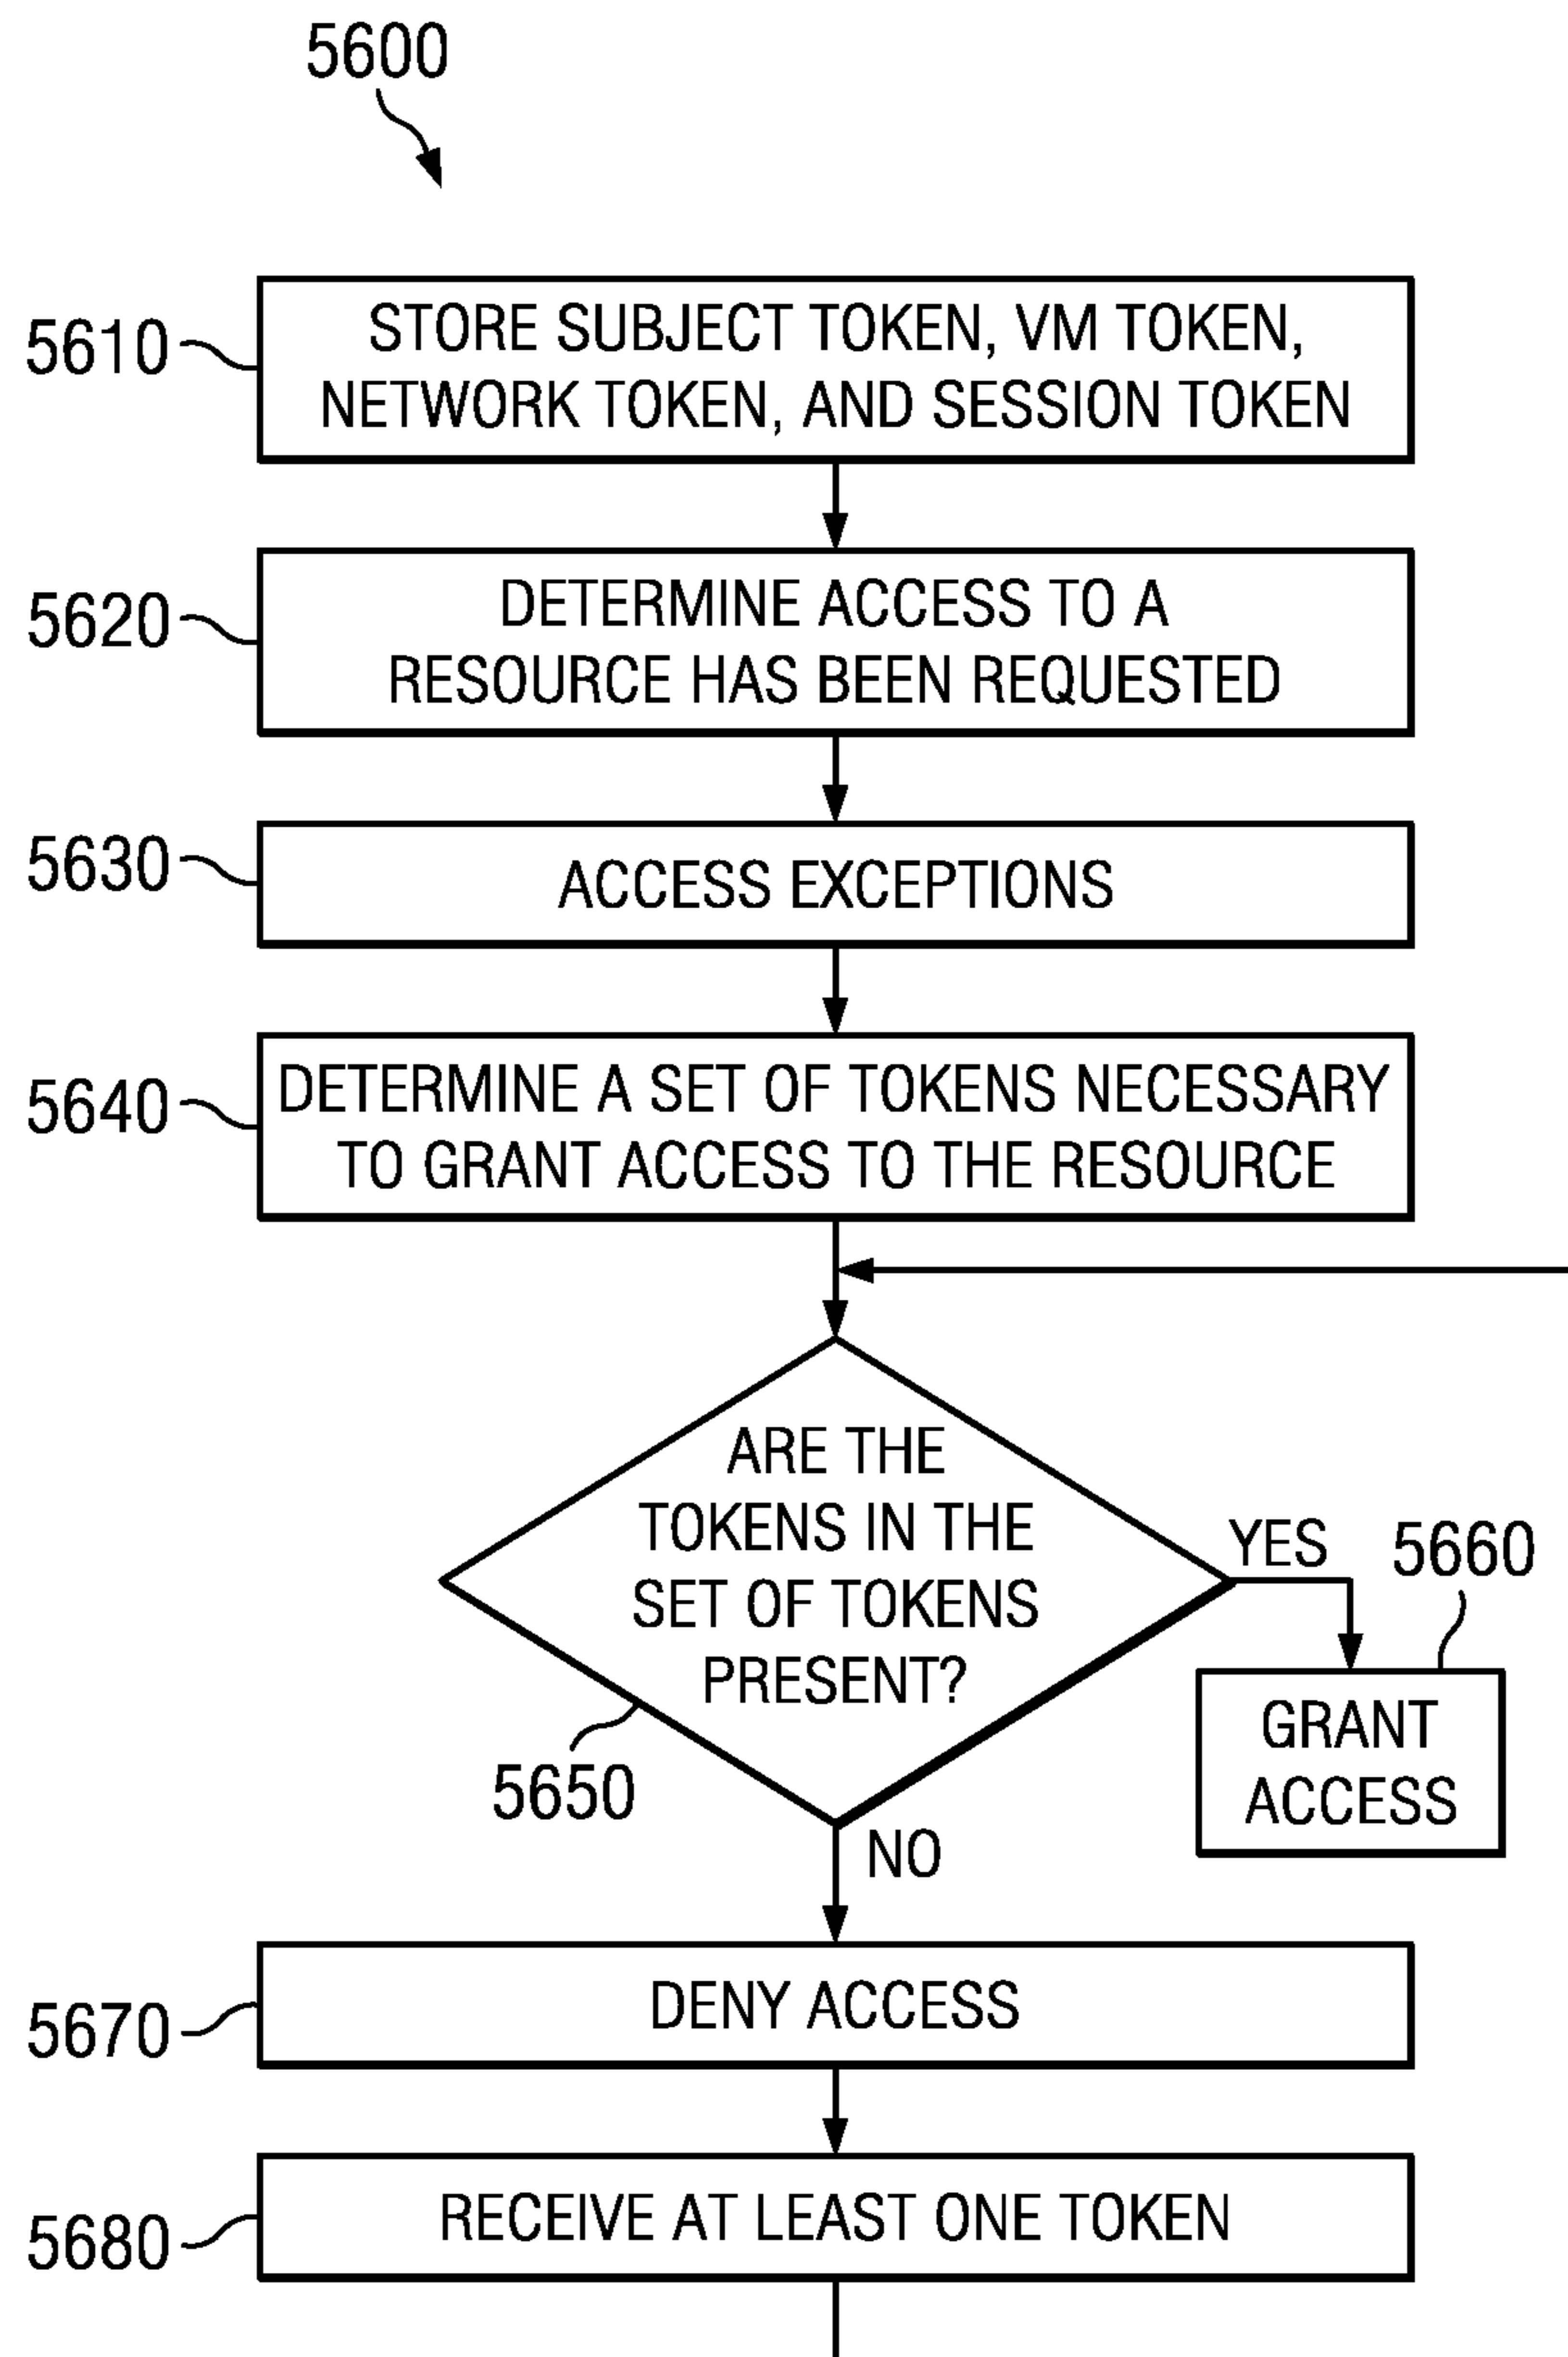 5600
5610
STORE SUBJECT TOKEN, VM TOKEN,
NETWORK TOKEN, AND SESSION TOKEN
5620
DETERMINE ACCESS TO A
RESOURCE HAS BEEN REQUESTED
5630
ACCESS EXCEPTIONS
5640
DETERMINE A SET OF TOKENS NECESSARY
TO GRANT ACCESS TO THE RESOURCE
ARE THE
TOKENS IN THE
SET OF TOKENS
PRESENT?
5650
YES
5660
GRANT
ACCESS
NO
5670
DENY ACCESS
5680
RECEIVE AT LEAST ONE TOKEN